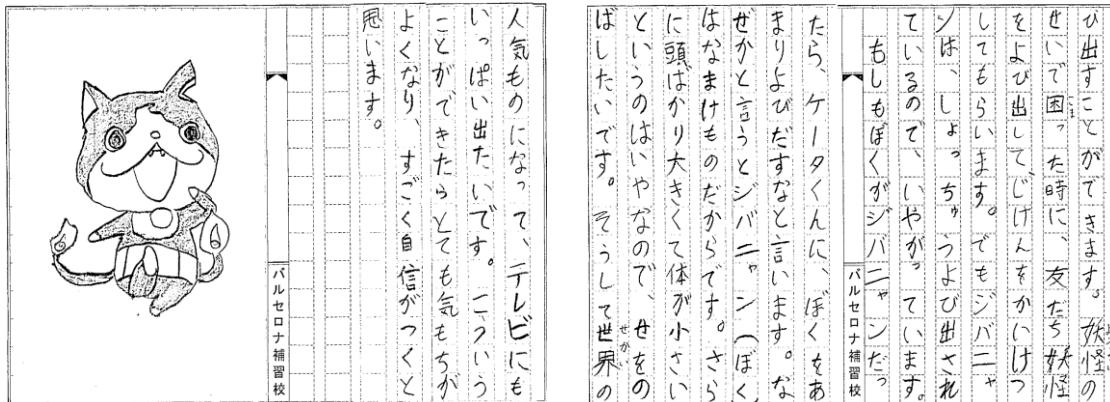 び出すことができます。妖怪の
せいで困った時に、友だち妖怪
こま
をよび出して、じけんをかいけつ
してもらいます。でもジバニャ
ンは、しょっちゅうよび出され
ているので、いやがっています。
もしもぼくがジバニャンだっ
バルセロナ補習校
たら、ケータくんに、ぼくをあ
まりよびだすなと言います。な
ぜかと言うとジバニャン（ぼく
はなまけものだからです。さら
に頭ばかり大きくて体が小さい
というのはいやなので、せをの
ばしたいです。そうして世界の
せかい
人気ものになって、テレビにも
いっぱい出たいです。こういう
ことができたらとても気もちが
よくなり、すごく自信がつくと
思います。
バルセロナ補習校